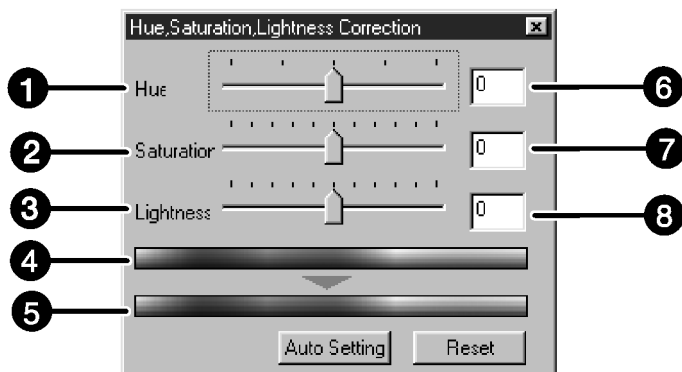 Hue,Saturation,Lightness Correction
1 Hue 0 6
2 Saturation 0 7
3 Lightness 0 8
4
5
Auto Setting Reset